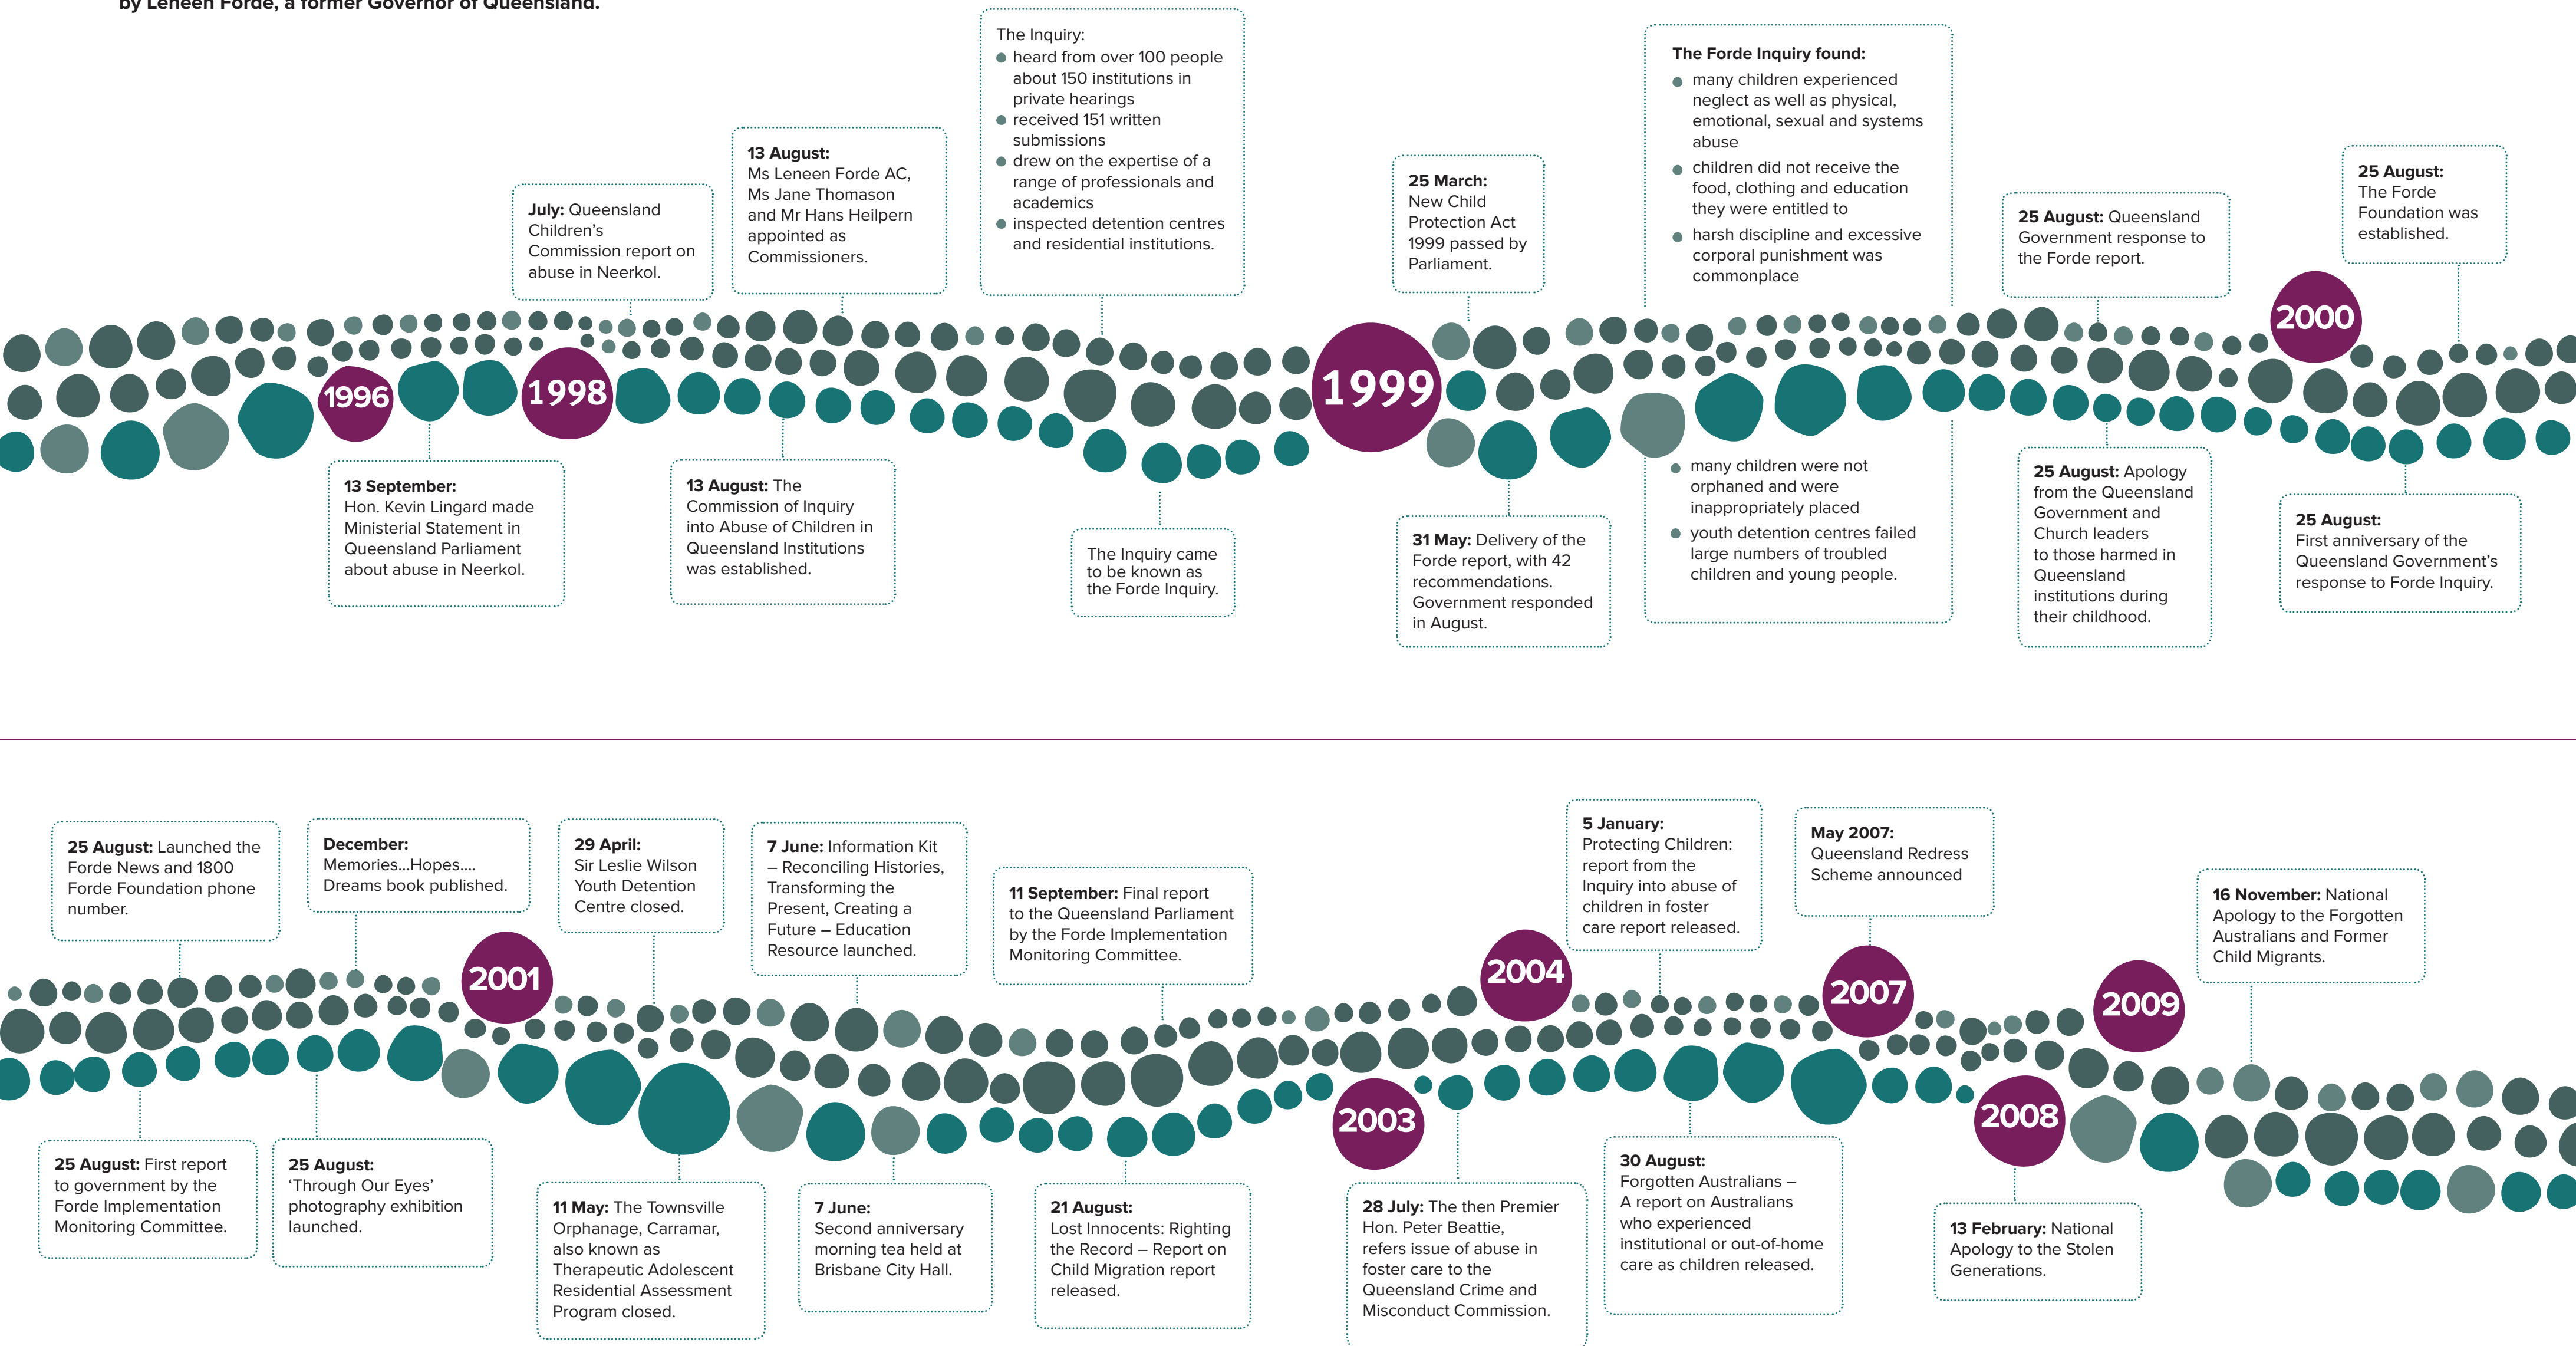 by Leneen Forde, a former Governor of Queensland.
1996
13 September:
Hon. Kevin Lingard made
Ministerial Statement in
Queensland Parliament
about abuse in Neerkol.
1998
July: Queensland
Children's
Commission report on
abuse in Neerkol.
13 August:
Ms Leneen Forde AC,
Ms Jane Thomason
and Mr Hans Heilpern
appointed as
Commissioners.
13 August: The
Commission of Inquiry
into Abuse of Children in
Queensland Institutions
was established.
The Inquiry:
heard from over 100 people
about 150 institutions in
private hearings
received 151 written
submissions
drew on the expertise of a
range of professionals and
academics
inspected detention centres
and residential institutions.
The Inquiry came
to be known as
the Forde Inquiry.
1999
25 March:
New Child
Protection Act
1999 passed by
Parliament.
31 May: Delivery of the
Forde report, with 42
recommendations.
Government responded
in August.
The Forde Inquiry found:
many children experienced
neglect as well as physical,
emotional, sexual and systems
abuse
children did not receive the
food, clothing and education
they were entitled to
harsh discipline and excessive
corporal punishment was
commonplace
many children were not
orphaned and were
inappropriately placed
youth detention centres failed
large numbers of troubled
children and young people.
25 August: Queensland
Government response to
the Forde report.
25 August: Apology
from the Queensland
Government and
Church leaders
to those harmed in
Queensland
institutions during
their childhood.
2000
25 August:
The Forde
Foundation was
established.
25 August:
First anniversary of the
Queensland Government's
response to Forde Inquiry.
25 August: Launched the
Forde News and 1800
Forde Foundation phone
number.
25 August: First report
to government by the
Forde Implementation
Monitoring Committee.
December:
Memories...Hopes....
Dreams book published.
25 August:
'Through Our Eyes'
photography exhibition
launched.
2001
29 April:
Sir Leslie Wilson
Youth Detention
Centre closed.
11 May: The Townsville
Orphanage, Carramar,
also known as
Therapeutic Adolescent
Residential Assessment
Program closed.
7 June: Information Kit
– Reconciling Histories,
Transforming the
Present, Creating a
Future – Education
Resource launched.
7 June:
Second anniversary
morning tea held at
Brisbane City Hall.
11 September: Final report
to the Queensland Parliament
by the Forde Implementation
Monitoring Committee.
21 August:
Lost Innocents: Righting
the Record – Report on
Child Migration report
released.
2003
28 July: The then Premier
Hon. Peter Beattie,
refers issue of abuse in
foster care to the
Queensland Crime and
Misconduct Commission.
2004
5 January:
Protecting Children:
report from the
Inquiry into abuse of
children in foster
care report released.
30 August:
Forgotten Australians –
A report on Australians
who experienced
institutional or out-of-home
care as children released.
2007
May 2007:
Queensland Redress
Scheme announced
2008
13 February: National
Apology to the Stolen
Generations.
2009
16 November: National
Apology to the Forgotten
Australians and Former
Child Migrants.